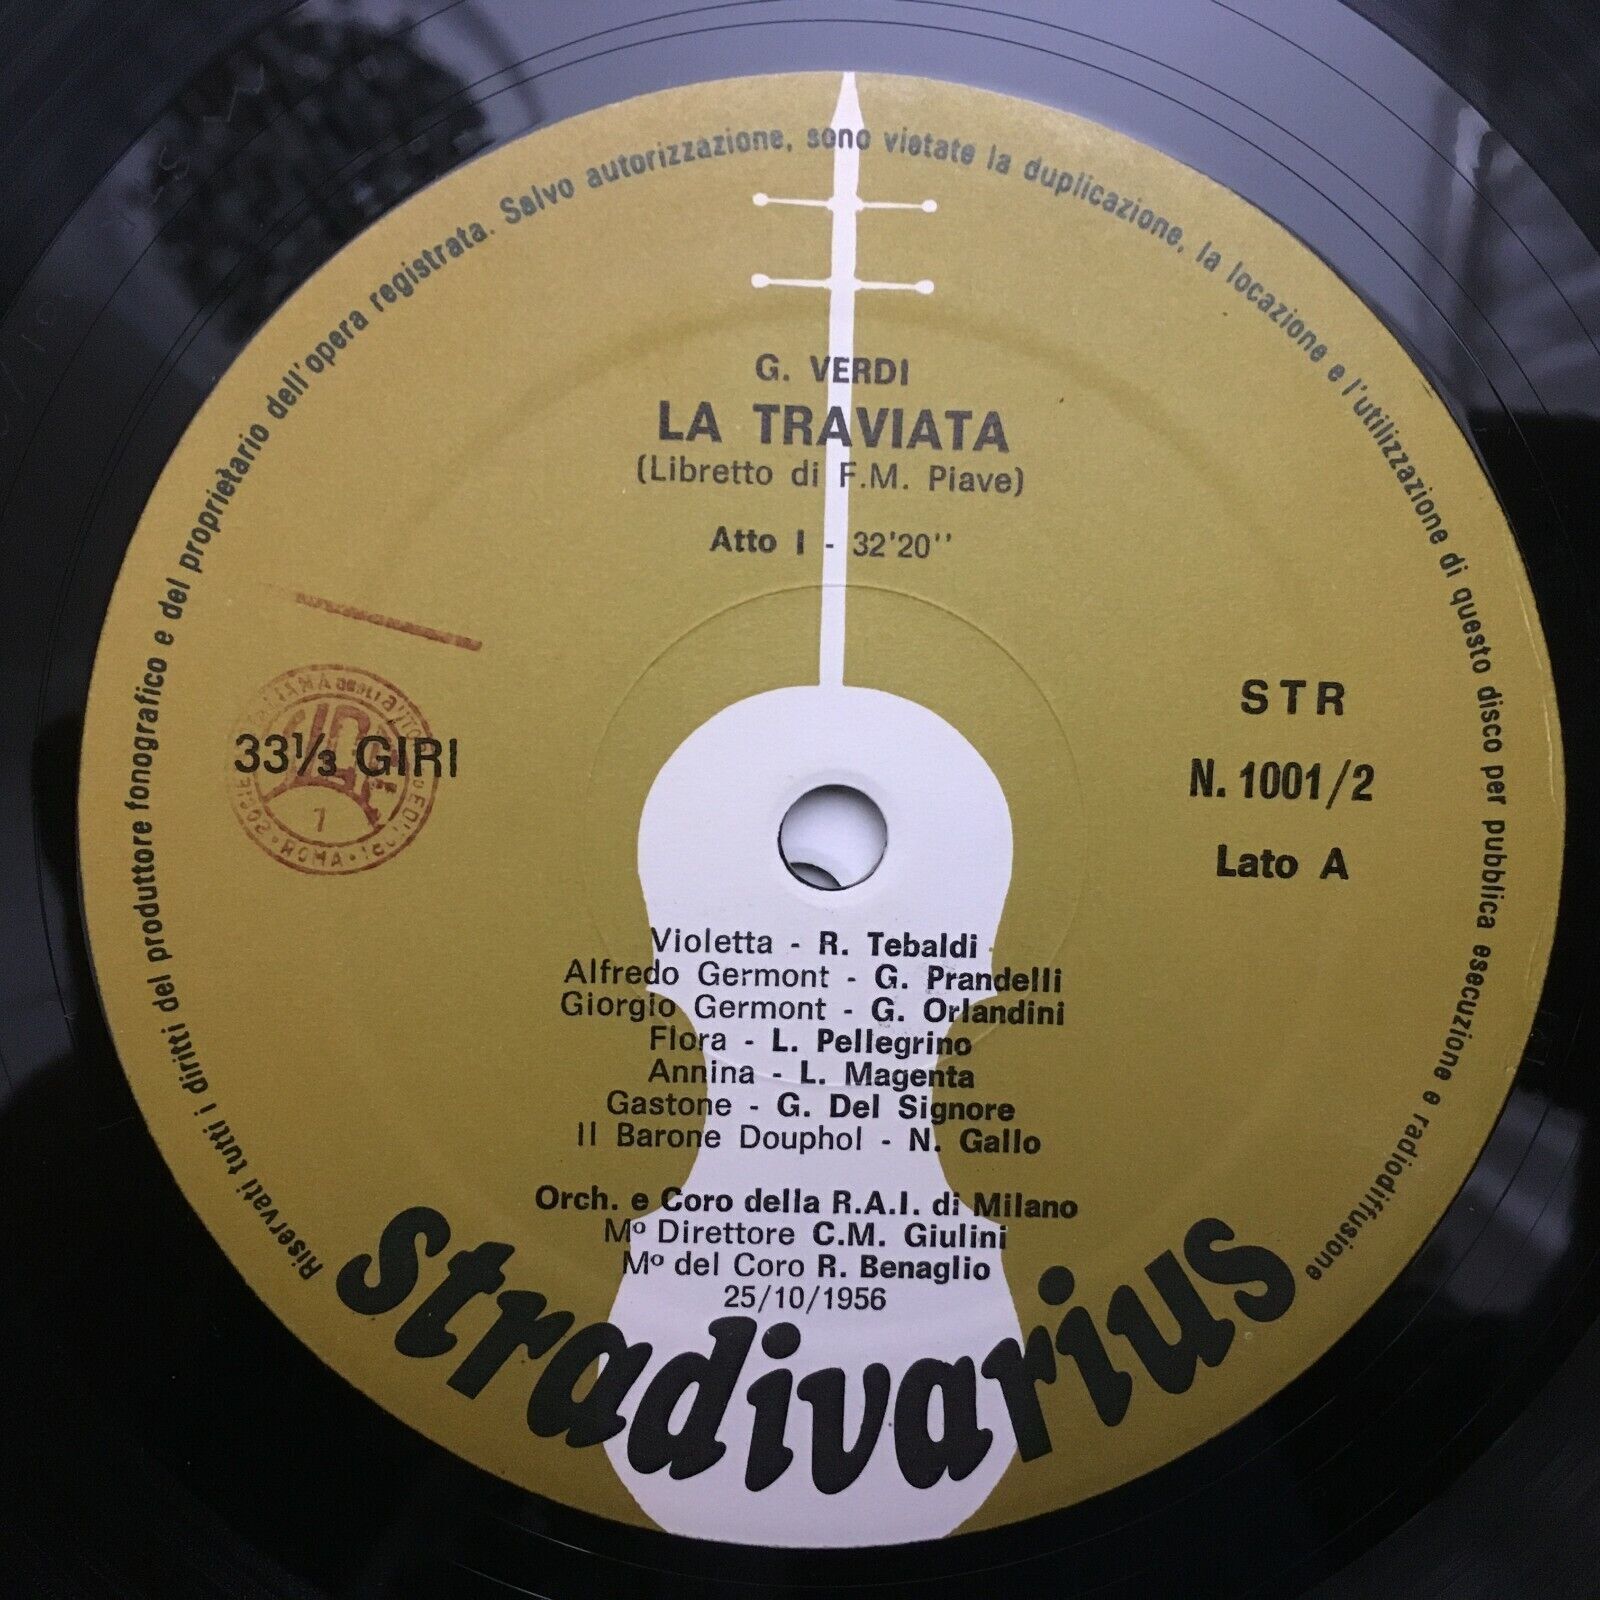 Riservati tutti i diritti del produttore fonografico e del proprietario dell'opera registrata. Salvo autorizzazione, sono vietate la duplicazione, la locazione e l'utilizzazione di questo disco per pubblica esecuzione e radiodiffusione
G. VERDI
LA TRAVIATA
(Libretto di F.M. Piave)
Atto I - 32'20''
33⅓ GIRI
ROMA
7
STR
N. 1001/2
Lato A
Violetta - R. Tebaldi
Alfredo Germont - G. Prandelli
Giorgio Germont - G. Orlandini
Flora - L. Pellegrino
Annina - L. Magenta
Gastone - G. Del Signore
Il Barone Douphol - N. Gallo
Orch. e Coro della R.A.I. di Milano
Mº Direttore C.M. Giulini
Mº del Coro R. Benaglio
25/10/1956
stradivarius